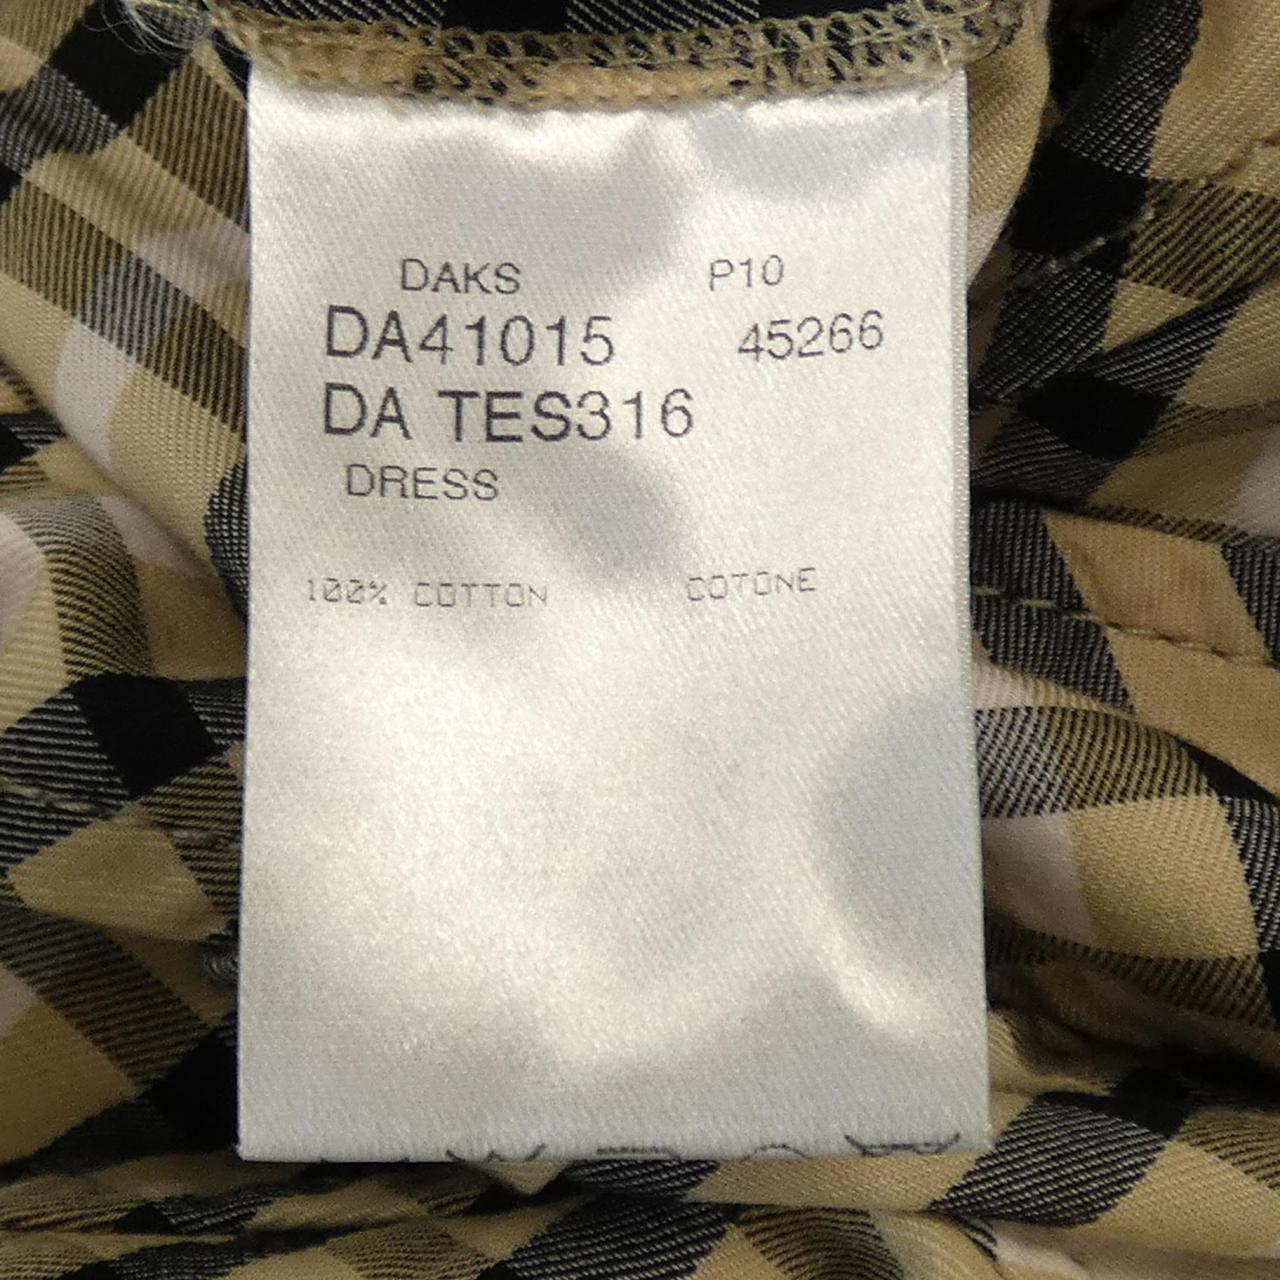 DAKS P10
DA41015 45266
DA TES316
DRESS
100% COTTON COTONE